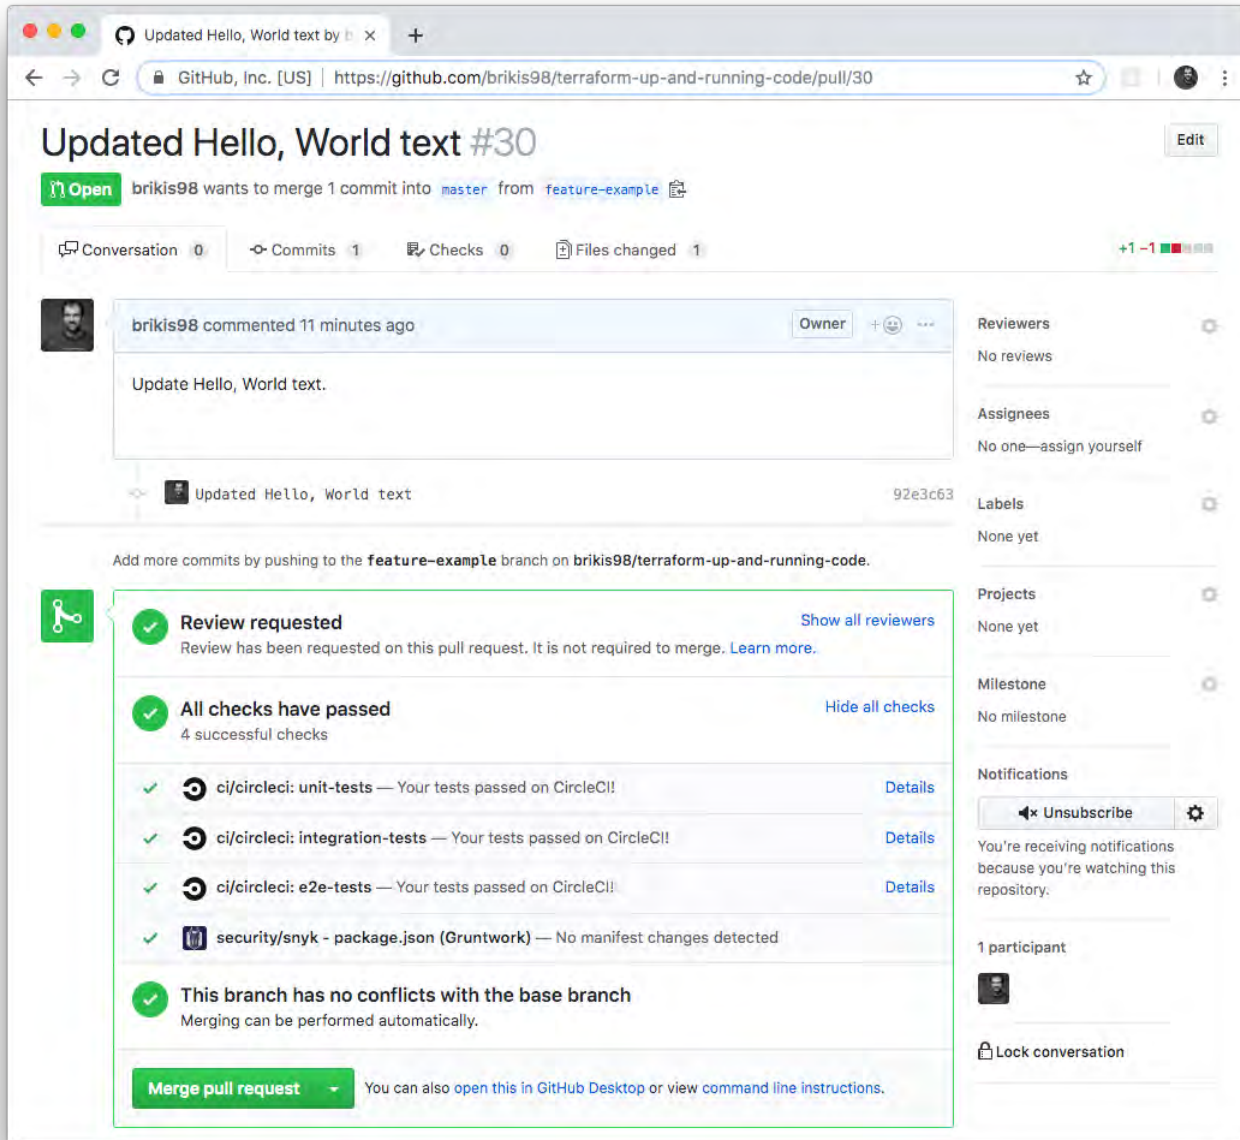 Updated Hello, World text by
GitHub, Inc. [US] | https://github.com/brikis98/terraform-up-and-running-code/pull/30
Updated Hello, World text #30
Edit
Open brikis98 wants to merge 1 commit into master from feature-example
Conversation 0 Commits 1 Checks 0 Files changed 1 +1 −1
brikis98 commented 11 minutes ago Owner
Update Hello, World text.
Updated Hello, World text 92e3c63
Add more commits by pushing to the feature-example branch on brikis98/terraform-up-and-running-code.
Review requested Show all reviewers
Review has been requested on this pull request. It is not required to merge. Learn more.
All checks have passed Hide all checks
4 successful checks
ci/circleci: unit-tests — Your tests passed on CircleCI! Details
ci/circleci: integration-tests — Your tests passed on CircleCI! Details
ci/circleci: e2e-tests — Your tests passed on CircleCI! Details
security/snyk - package.json (Gruntwork) — No manifest changes detected
This branch has no conflicts with the base branch
Merging can be performed automatically.
Merge pull request You can also open this in GitHub Desktop or view command line instructions.
Reviewers
No reviews
Assignees
No one—assign yourself
Labels
None yet
Projects
None yet
Milestone
No milestone
Notifications
Unsubscribe
You're receiving notifications
because you're watching this
repository.
1 participant
Lock conversation